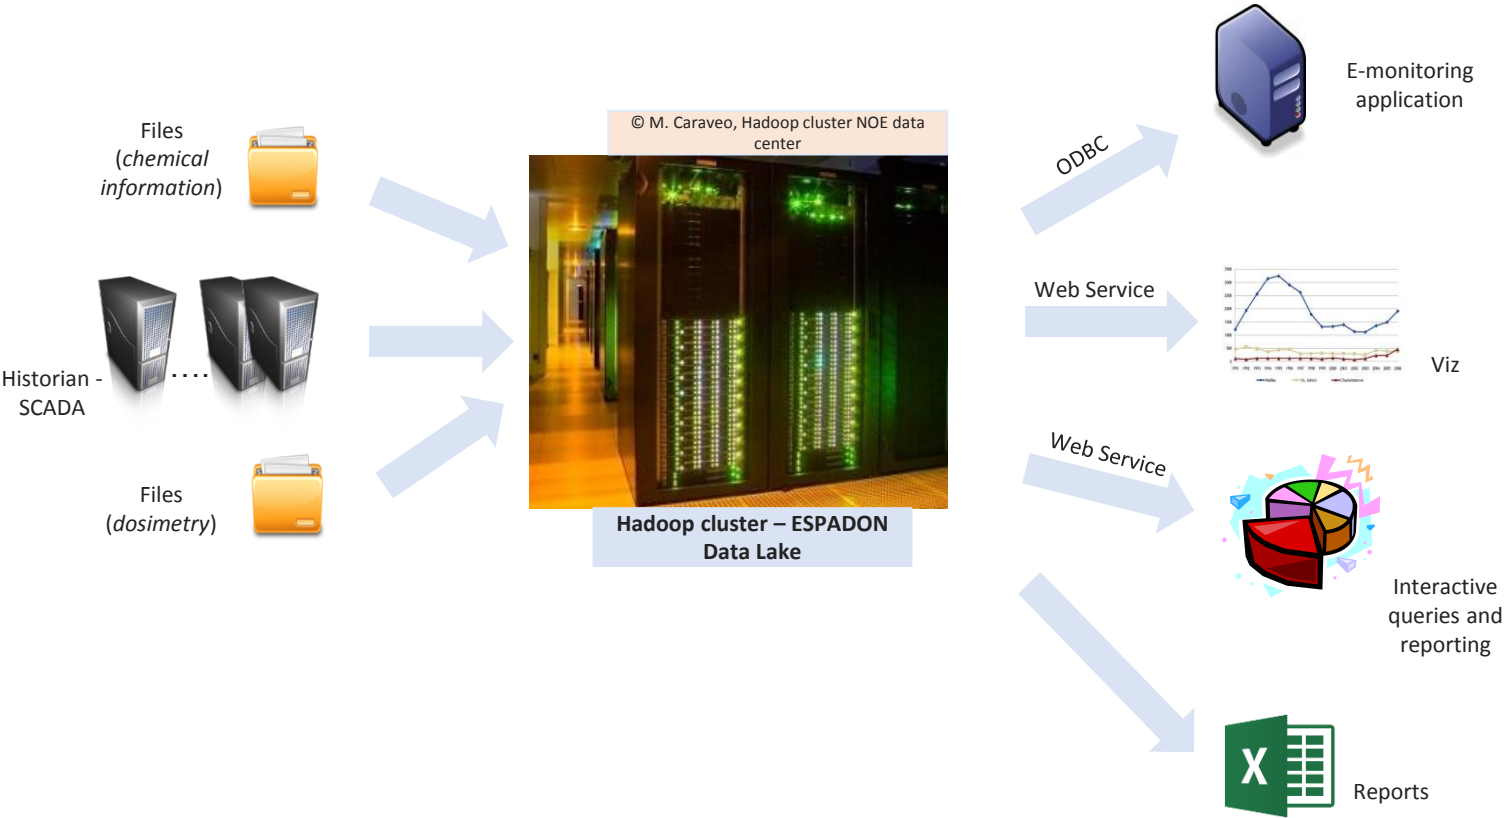 Files
(chemical
information)
Historian -
SCADA
....
Files
(dosimetry)
© M. Caraveo, Hadoop cluster NOE data
center
Hadoop cluster – ESPADON
Data Lake
ODBC
E-monitoring
application
Web Service
Viz
Web Service
Interactive
queries and
reporting
X
Reports